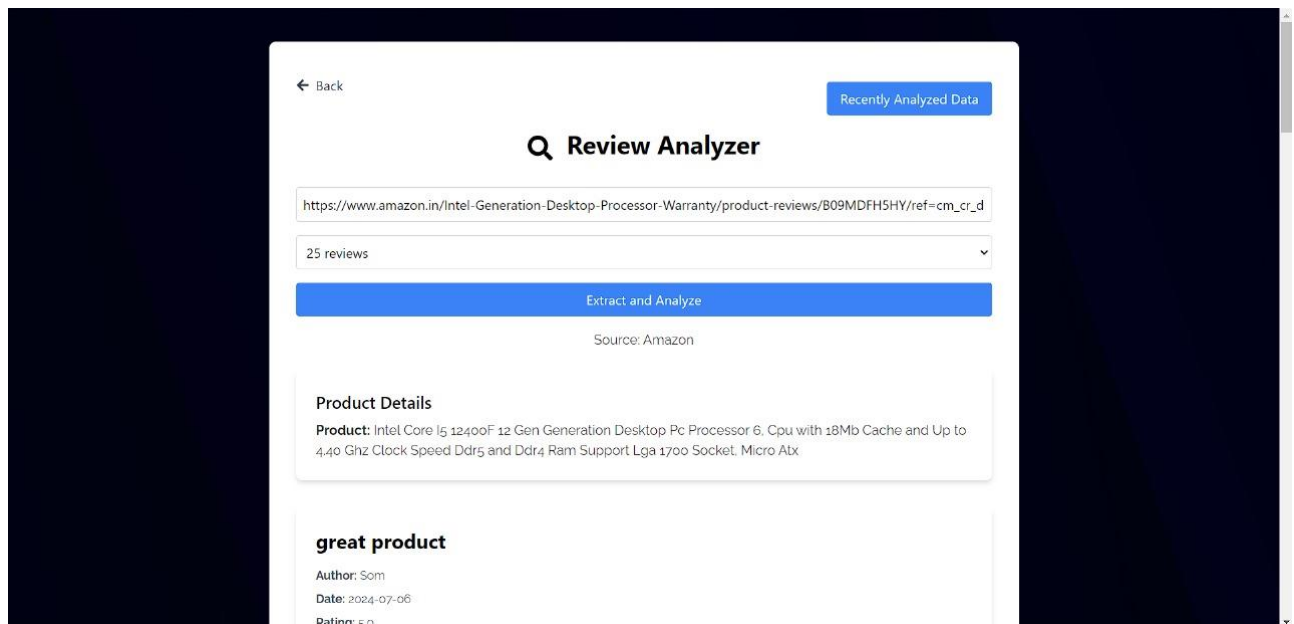 Back
Recently Analyzed Data
Review Analyzer
https://www.amazon.in/Intel-Generation-Desktop-Processor-Warranty/product-reviews/B09MDFH5HY/ref=cm_cr_d
25 reviews
Extract and Analyze
Source: Amazon
Product Details
Product: Intel Core I5 12400F 12 Gen Generation Desktop Pc Processor 6, Cpu with 18Mb Cache and Up to
4.40 Ghz Clock Speed Ddr5 and Ddr4 Ram Support Lga 1700 Socket, Micro Atx
great product
Author: Som
Date: 2024-07-06
Rating: 5.0